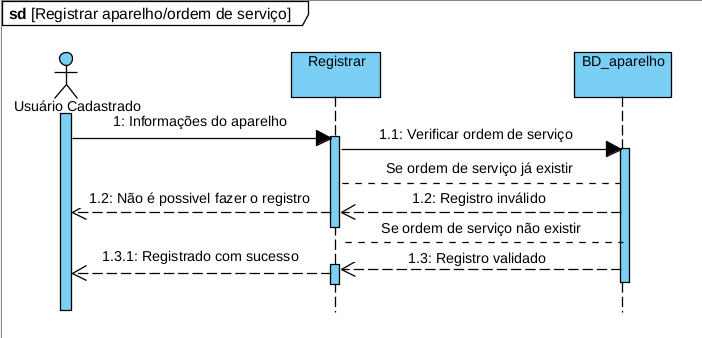 sd [Registrar aparelho/ordem de serviço]
Registrar
BD_aparelho
Usuário Cadastrado
1: Informações do aparelho
1.1: Verificar ordem de serviço
Se ordem de serviço já existir
1.2: Não é possivel fazer o registro
1.2: Registro inválido
Se ordem de serviço não existir
1.3.1: Registrado com sucesso
1.3: Registro validado